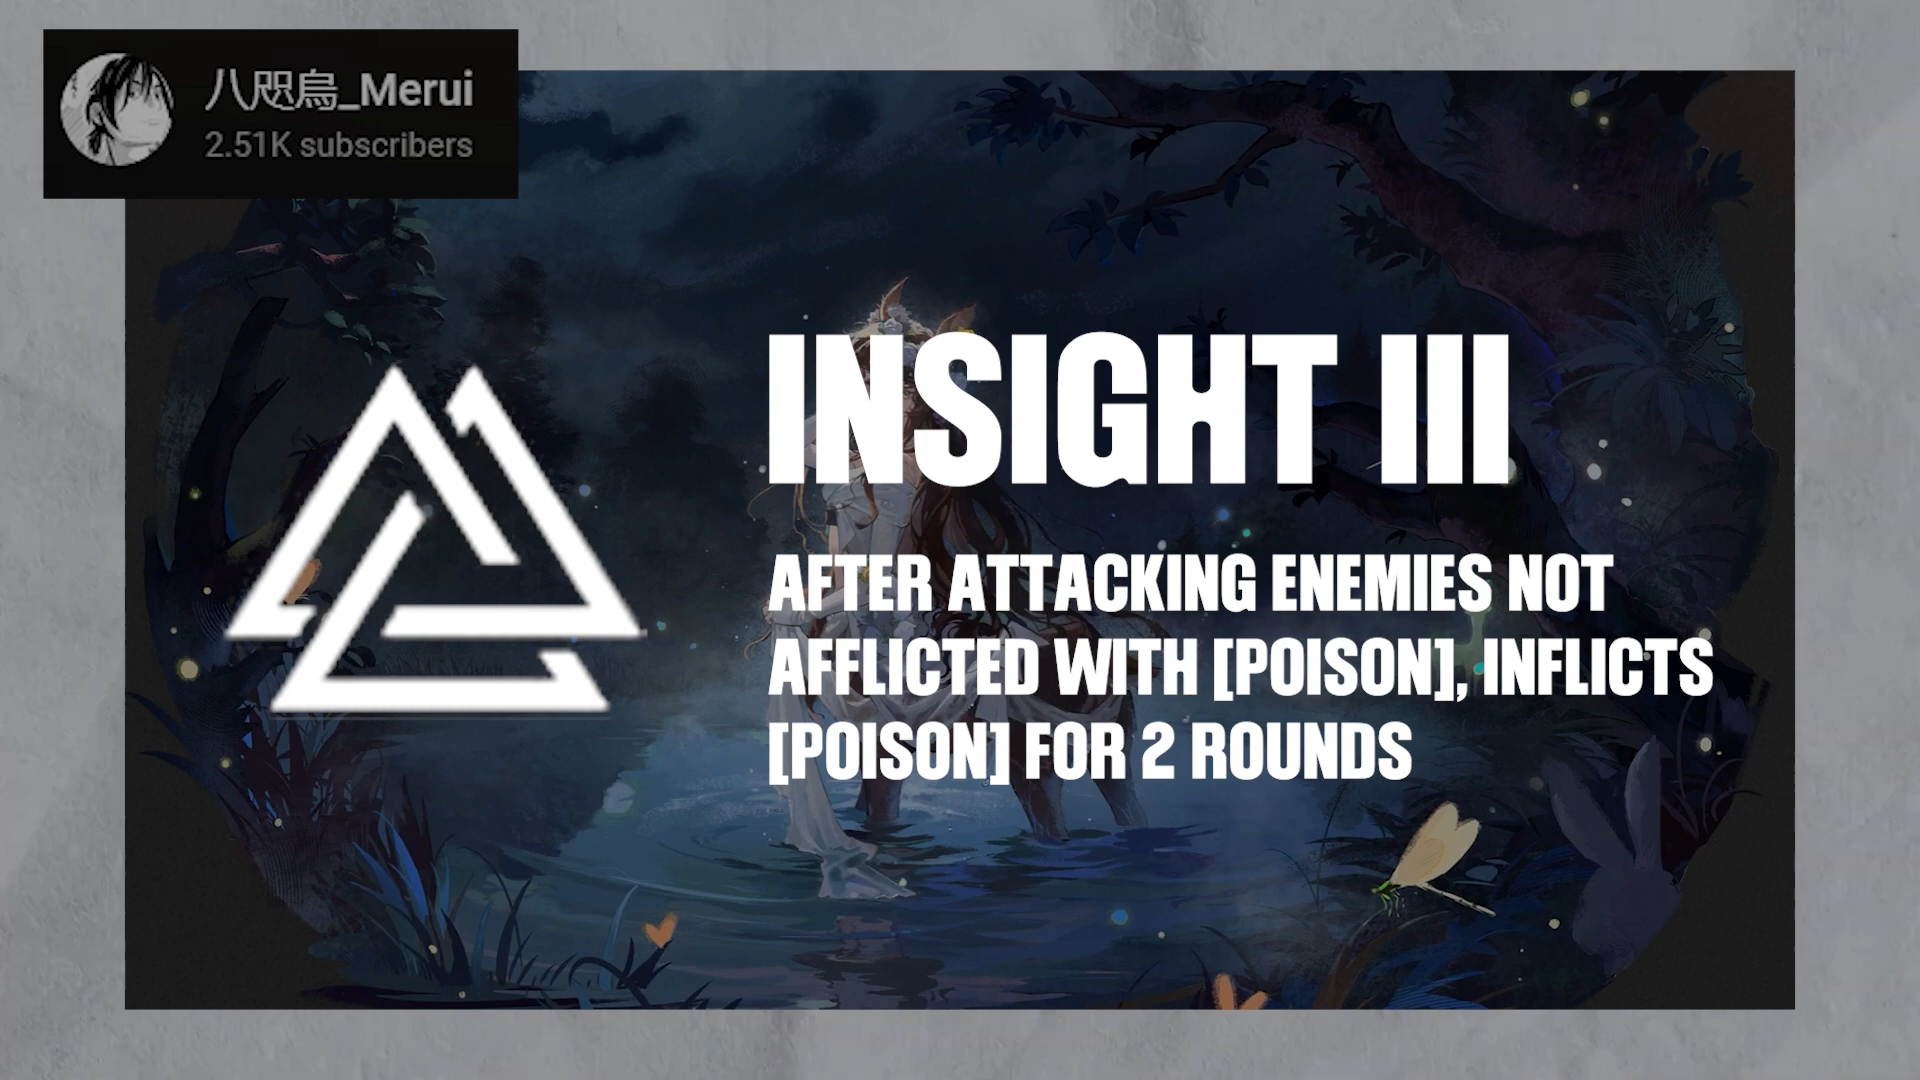 八咫烏_Merui
2.51K subscribers
INSIGHT III
AFTER ATTACKING ENEMIES NOT
AFFLICTED WITH [POISON], INFLICTS
[POISON] FOR 2 ROUNDS